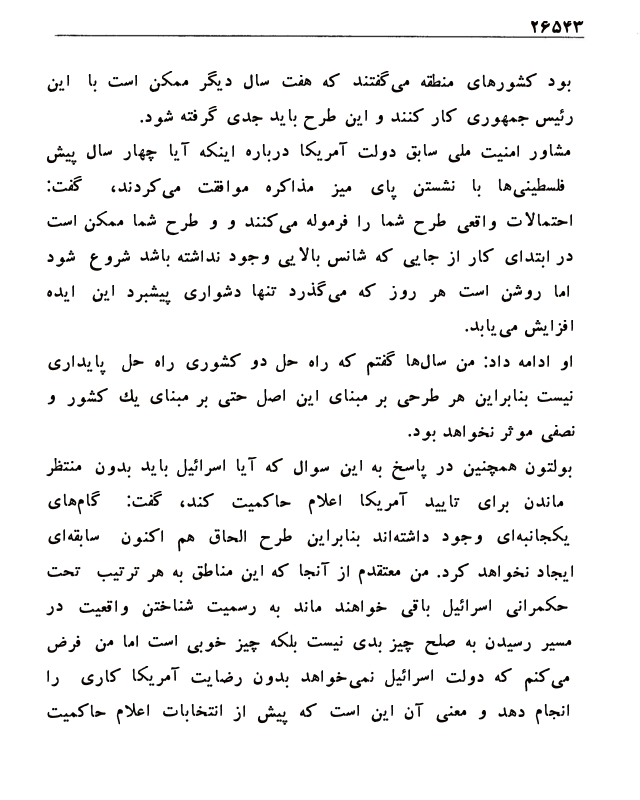 ۲۶۵۴۳
بود کشورهای منطقه می‌گفتند که هفت سال دیگر ممکن است با این
رئیس جمهوری کار کنند و این طرح باید جدی گرفته شود.
مشاور امنیت ملی سابق دولت آمریکا درباره اینکه آیا چهار سال پیش
فلسطینی‌ها با نشستن پای میز مذاکره موافقت می‌کردند، گفت:
احتمالات واقعی طرح شما را فرموله می‌کنند و و طرح شما ممکن است
در ابتدای کار از جایی که شانس بالایی وجود نداشته باشد شروع شود
اما روشن است هر روز که می‌گذرد تنها دشواری پیشبرد این ایده
افزایش می‌یابد.
او ادامه داد: من سال‌ها گفتم که راه حل دو کشوری راه حل پایداری
نیست بنابراین هر طرحی بر مبنای این اصل حتی بر مبنای یك کشور و
نصفی موثر نخواهد بود.
بولتون همچنین در پاسخ به این سوال که آیا اسرائیل باید بدون منتظر
ماندن برای تایید آمریکا اعلام حاکمیت کند، گفت: گام‌های
یکجانبه‌ای وجود داشته‌اند بنابراین طرح الحاق هم اکنون سابقه‌ای
ایجاد نخواهد کرد. من معتقدم از آنجا که این مناطق به هر ترتیب تحت
حکمرانی اسرائیل باقی خواهند ماند به رسمیت شناختن واقعیت در
مسیر رسیدن به صلح چیز بدی نیست بلکه چیز خوبی است اما من فرض
می‌کنم که دولت اسرائیل نمی‌خواهد بدون رضایت آمریکا کاری را
انجام دهد و معنی آن این است که پیش از انتخابات اعلام حاکمیت